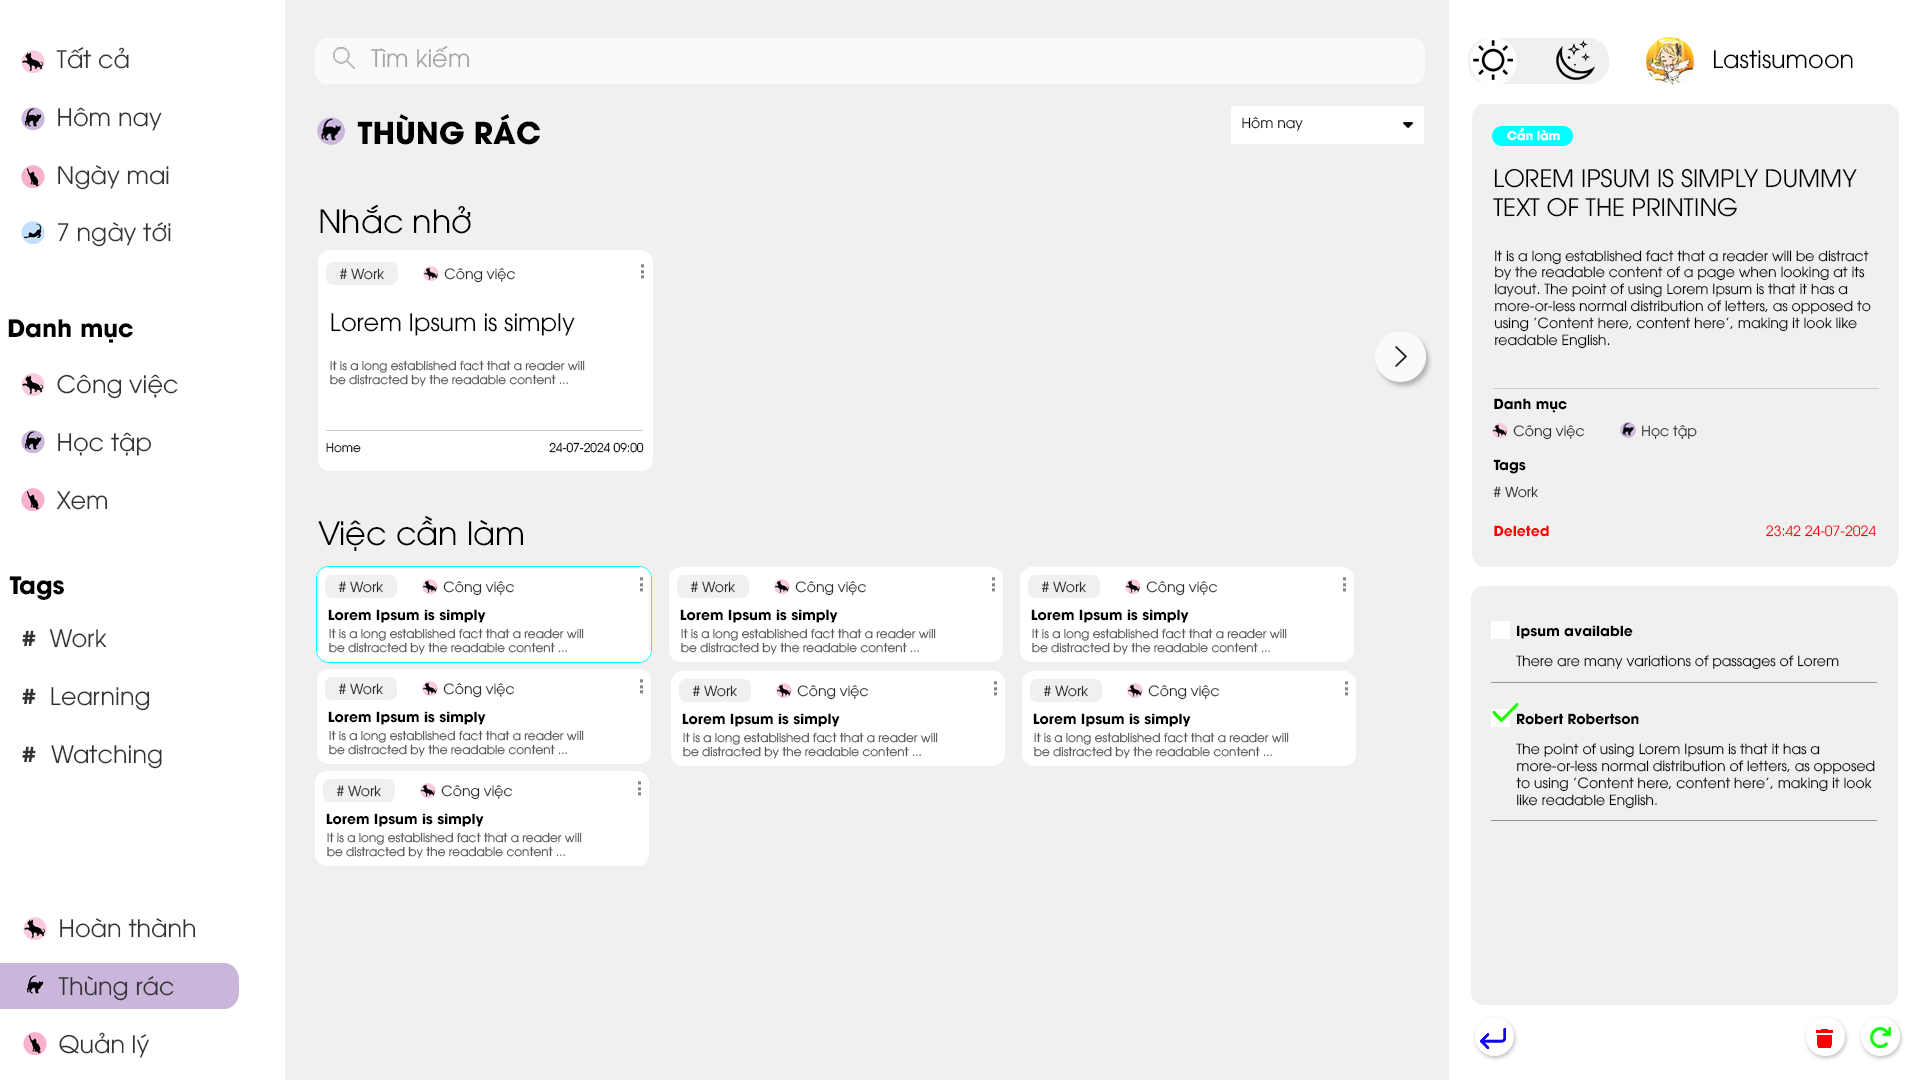 Tất cả
Hôm nay
Ngày mai
7 ngày tới
Danh mục
Công việc
Học tập
Xem
Tags
# Work
# Learning
# Watching
Hoàn thành
Thùng rác
Quản lý
Tìm kiếm
THÙNG RÁC
Hôm nay
Nhắc nhở
# Work Công việc
Lorem Ipsum is simply
It is a long established fact that a reader will
be distracted by the readable content ...
Home 24-07-2024 09:00
Việc cần làm
# Work Công việc
Lorem Ipsum is simply
It is a long established fact that a reader will
be distracted by the readable content ...
# Work Công việc
Lorem Ipsum is simply
It is a long established fact that a reader will
be distracted by the readable content ...
# Work Công việc
Lorem Ipsum is simply
It is a long established fact that a reader will
be distracted by the readable content ...
# Work Công việc
Lorem Ipsum is simply
It is a long established fact that a reader will
be distracted by the readable content ...
# Work Công việc
Lorem Ipsum is simply
It is a long established fact that a reader will
be distracted by the readable content ...
# Work Công việc
Lorem Ipsum is simply
It is a long established fact that a reader will
be distracted by the readable content ...
# Work Công việc
Lorem Ipsum is simply
It is a long established fact that a reader will
be distracted by the readable content ...
Lastisumoon
Cần làm
LOREM IPSUM IS SIMPLY DUMMY
TEXT OF THE PRINTING
It is a long established fact that a reader will be distract
by the readable content of a page when looking at its
layout. The point of using Lorem Ipsum is that it has a
more-or-less normal distribution of letters, as opposed to
using 'Content here, content here', making it look like
readable English.
Danh mục
Công việc Học tập
Tags
# Work
Deleted 23:42 24-07-2024
Ipsum available
There are many variations of passages of Lorem
Robert Robertson
The point of using Lorem Ipsum is that it has a
more-or-less normal distribution of letters, as opposed
to using 'Content here, content here', making it look
like readable English.